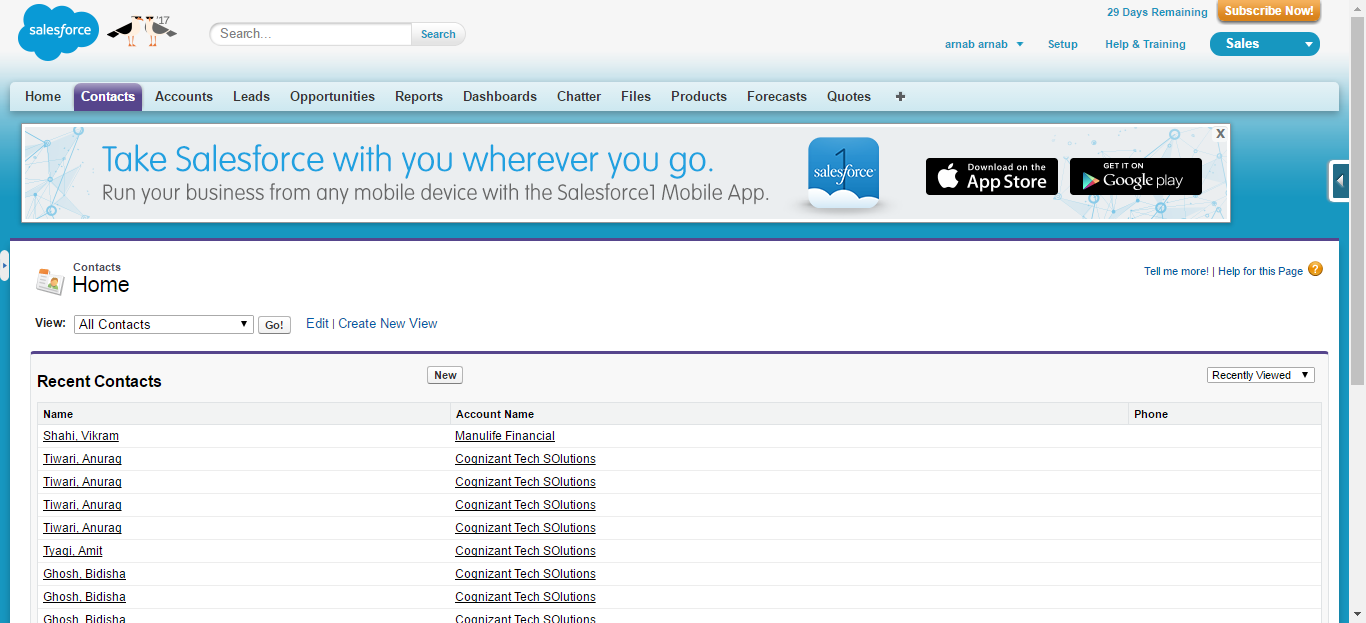 salesforce
'17
Search...
Search
29 Days Remaining
Subscribe Now!
arnab arnab
Setup
Help & Training
Sales
Home Contacts Accounts Leads Opportunities Reports Dashboards Chatter Files Products Forecasts Quotes +
Take Salesforce with you wherever you go.
Run your business from any mobile device with the Salesforce1 Mobile App.
1
salesforce
Download on the
App Store
GET IT ON
Google play
X
Contacts
Home
Tell me more! | Help for this Page ?
View: All Contacts Go! Edit | Create New View
Recent Contacts New Recently Viewed
Name Account Name Phone
Shahi, Vikram Manulife Financial
Tiwari, Anurag Cognizant Tech SOlutions
Tiwari, Anurag Cognizant Tech SOlutions
Tiwari, Anurag Cognizant Tech SOlutions
Tiwari, Anurag Cognizant Tech SOlutions
Tyagi, Amit Cognizant Tech SOlutions
Ghosh, Bidisha Cognizant Tech SOlutions
Ghosh, Bidisha Cognizant Tech SOlutions
Ghosh, Bidisha Cognizant Tech SOlutions